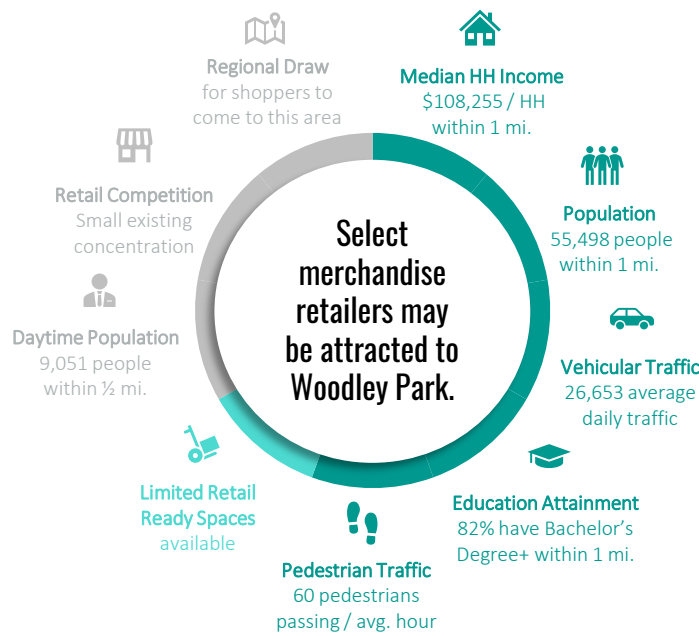 Select
merchandise
retailers may
be attracted to
Woodley Park.
Median HH Income
$108,255 / HH
within 1 mi.
Population
55,498 people
within 1 mi.
Vehicular Traffic
26,653 average
daily traffic
Education Attainment
82% have Bachelor’s
Degree+ within 1 mi.
Pedestrian Traffic
60 pedestrians
passing / avg. hour
Limited Retail
Ready Spaces
available
Daytime Population
9,051 people
within ½ mi.
Retail Competition
Small existing
concentration
Regional Draw
for shoppers to
come to this area